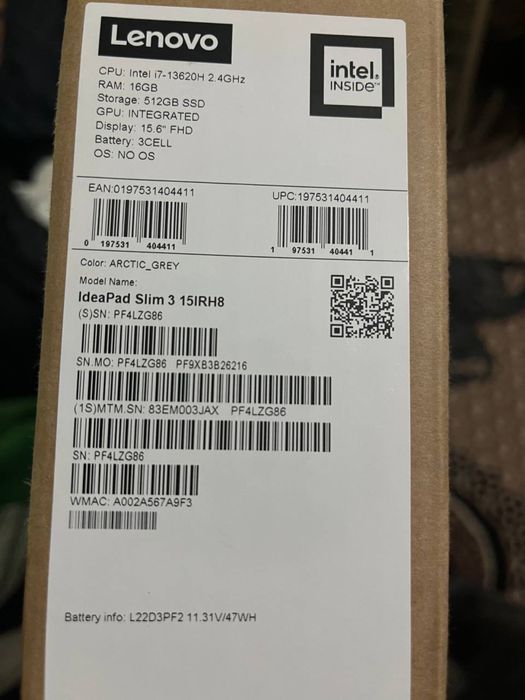 Lenovo
intel.
INSIDE™
CPU: Intel i7-13620H 2.4GHz
RAM: 16GB
Storage: 512GB SSD
GPU: INTEGRATED
Display: 15.6" FHD
Battery: 3CELL
OS: NO OS
EAN:0197531404411
UPC:197531404411
0 197531 404411
1 97531 40441 1
Color: ARCTIC_GREY
Model Name:
IdeaPad Slim 3 15IRH8
(S)SN: PF4LZG86
SN.MO: PF4LZG86 PF9XB3B26216
(1S)MTM.SN: 83EM003JAX PF4LZG86
SN: PF4LZG86
WMAC: A002A567A9F3
Battery info: L22D3PF2 11.31V/47WH